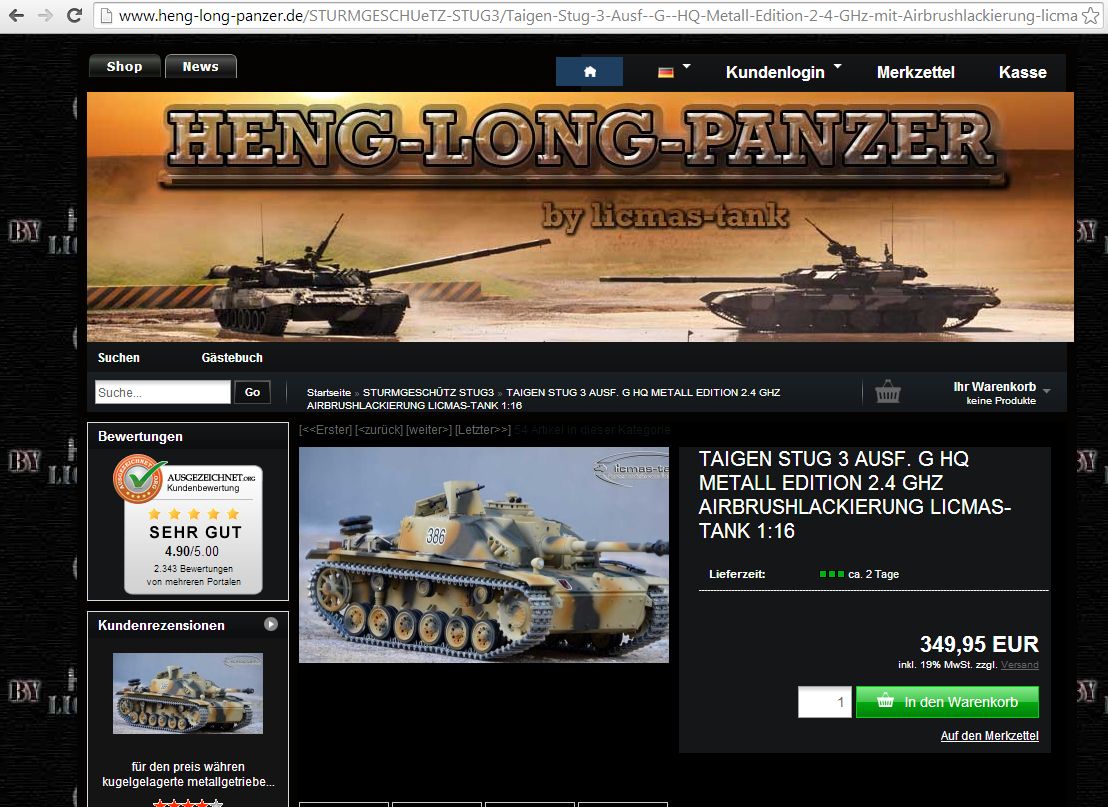 www.heng-long-panzer.de/STURMGESCHUeTZ-STUG3/Taigen-Stug-3-Ausf--G--HQ-Metall-Edition-2-4-GHz-mit-Airbrushlackierung-licma
Shop
News
Kundenlogin
Merkzettel
Kasse
HENG-LONG-PANZER
by licmas-tank
BY
Suchen
Gästebuch
Suche...
Go
Startseite » STURMGESCHÜTZ STUG3 » TAIGEN STUG 3 AUSF. G HQ METALL EDITION 2.4 GHZ
AIRBRUSHLACKIERUNG LICMAS-TANK 1:16
Ihr Warenkorb
keine Produkte
Bewertungen
AUSGEZEICHNET.ORG
Kundenbewertung
SEHR GUT
4.90/5.00
2.343 Bewertungen
von mehreren Portalen
Kundenrezensionen
für den preis währen
kugelgelagerte metallgetriebe...
[<<Erster] [<zurück] [weiter>] [Letzter>>] 54 Artikel in dieser Kategorie
licmas-ta
386
TAIGEN STUG 3 AUSF. G HQ
METALL EDITION 2.4 GHZ
AIRBRUSHLACKIERUNG LICMAS-
TANK 1:16
Lieferzeit:
ca. 2 Tage
349,95 EUR
inkl. 19% MwSt. zzgl. Versand
1
In den Warenkorb
Auf den Merkzettel